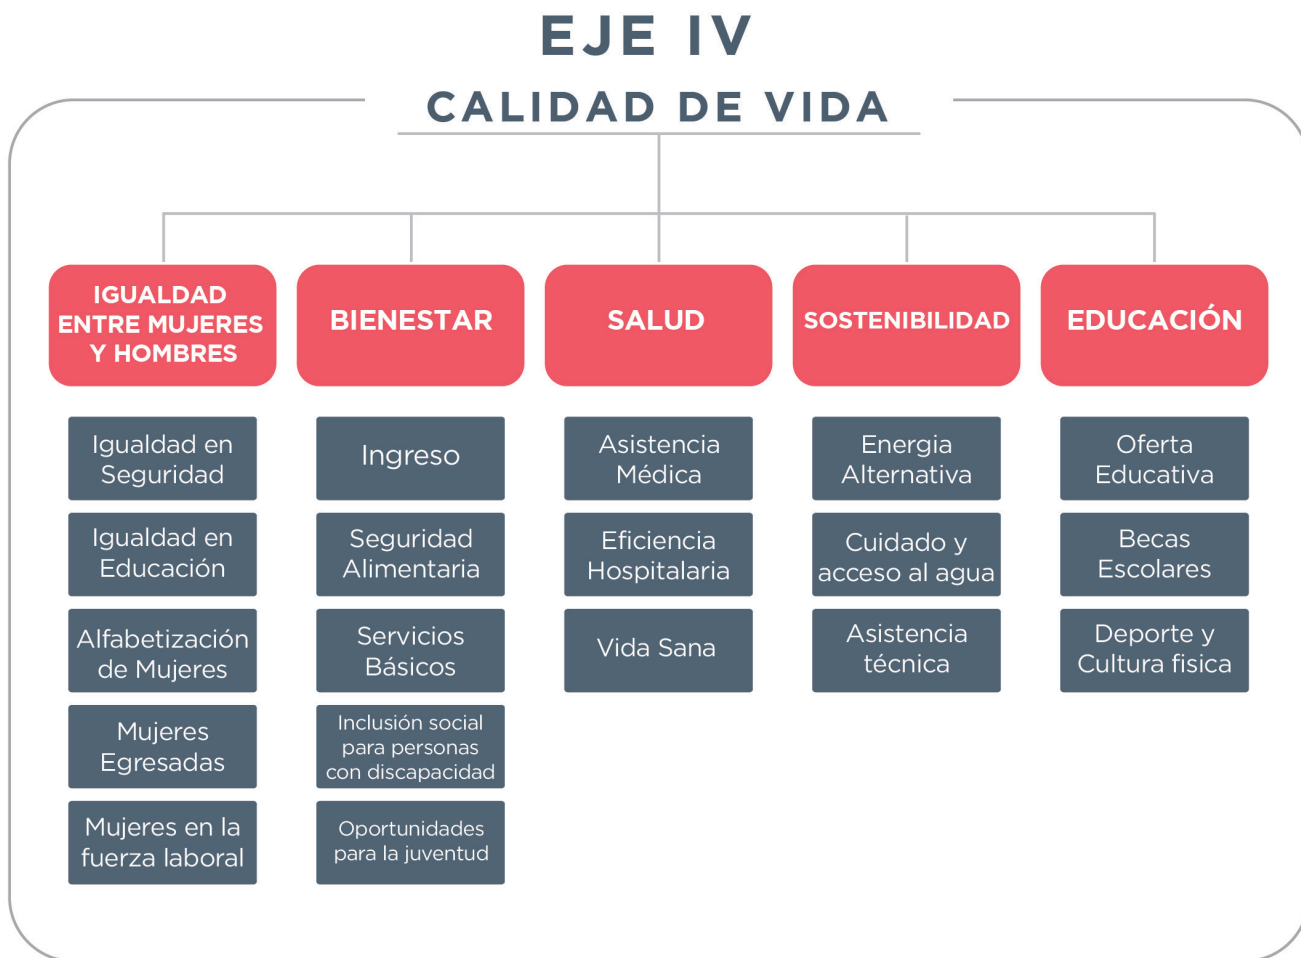 EJE IV
CALIDAD DE VIDA
IGUALDAD
ENTRE MUJERES
Y HOMBRES
Igualdad en
Seguridad
Igualdad en
Educación
Alfabetización
de Mujeres
Mujeres
Egresadas
Mujeres en la
fuerza laboral
BIENESTAR
Ingreso
Seguridad
Alimentaria
Servicios
Básicos
Inclusión social
para personas
con discapacidad
Oportunidades
para la juventud
SALUD
Asistencia
Médica
Eficiencia
Hospitalaria
Vida Sana
SOSTENIBILIDAD
Energia
Alternativa
Cuidado y
acceso al agua
Asistencia
técnica
EDUCACIÓN
Oferta
Educativa
Becas
Escolares
Deporte y
Cultura fisica